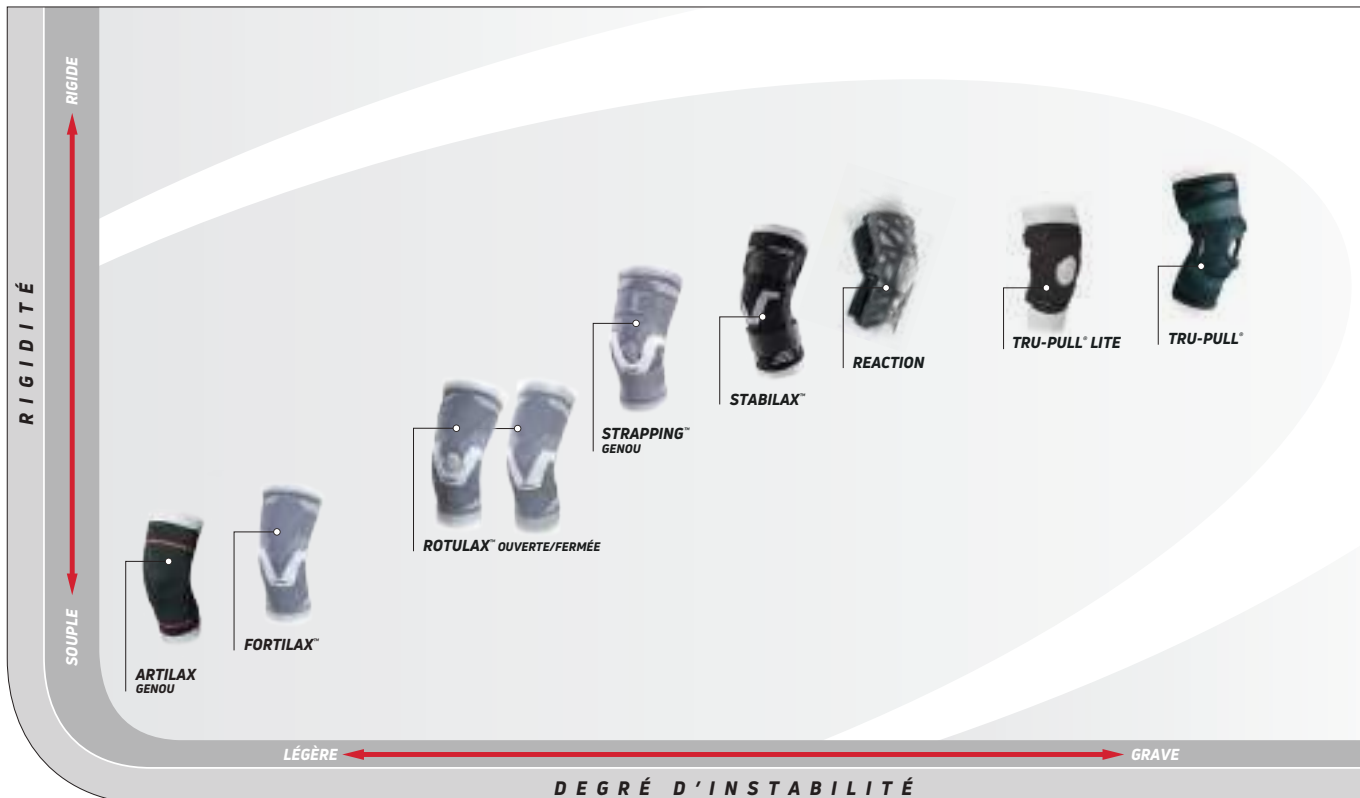 RIGIDITÉ
RIGIDE
SOUPLE
ARTILAX
GENOU
FORTILAX™
ROTULAX™ OUVERTE/FERMÉE
STRAPPING™
GENOU
STABILAX™
REACTION
TRU-PULL® LITE
TRU-PULL®
LÉGÈRE
GRAVE
DEGRÉ D'INSTABILITÉ